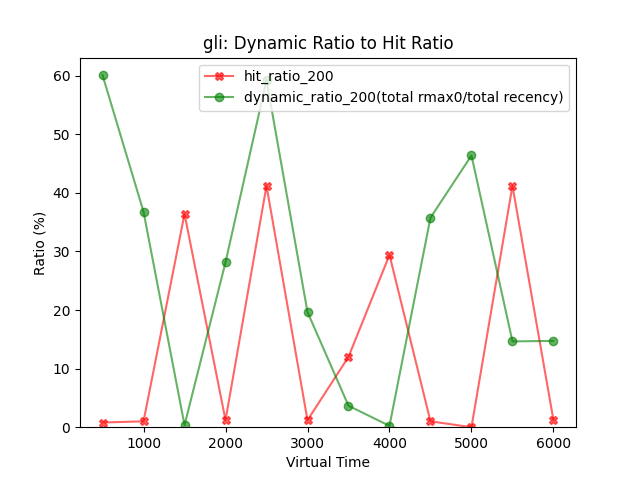 gli: Dynamic Ratio to Hit Ratio
hit_ratio_200
dynamic_ratio_200(total rmax0/total recency)
Ratio (%)
60
50
40
30
20
10
0
1000 2000 3000 4000 5000 6000
Virtual Time